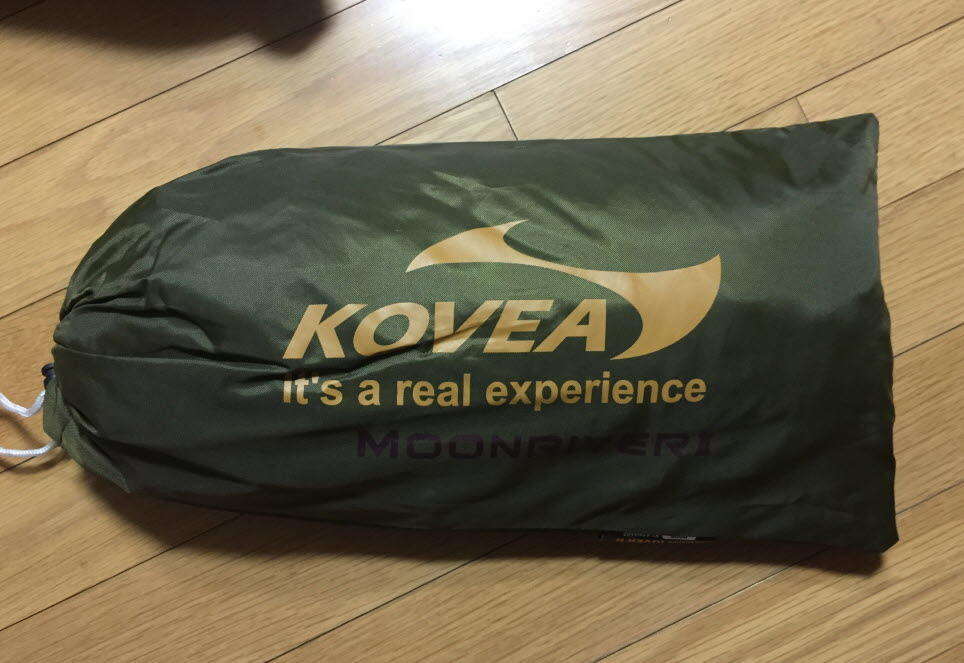 KOVEA
It's a real experience
MOONRIVER I